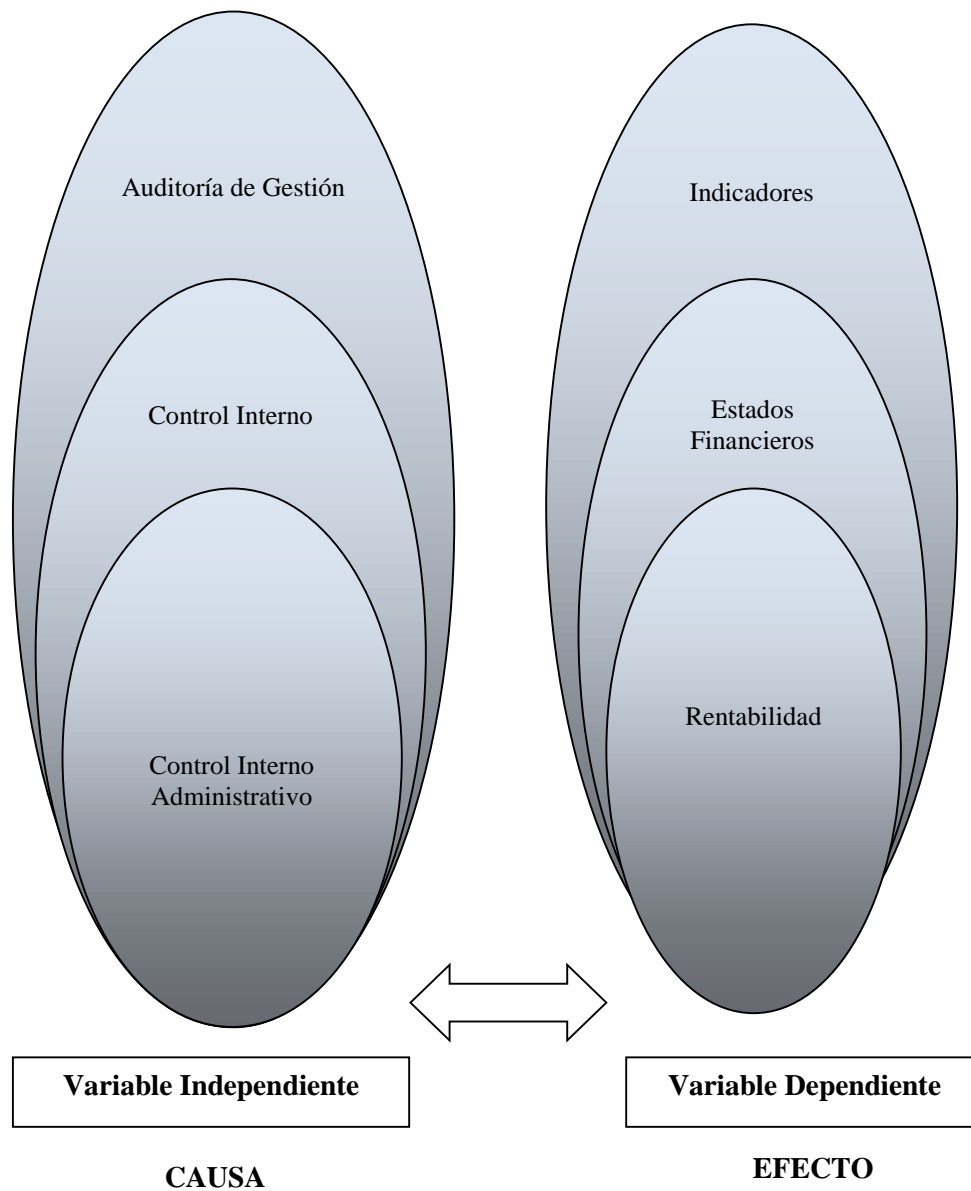 Auditoría de Gestión
Control Interno
Control Interno
Administrativo
Indicadores
Estados
Financieros
Rentabilidad
Variable Independiente
Variable Dependiente
CAUSA
EFECTO